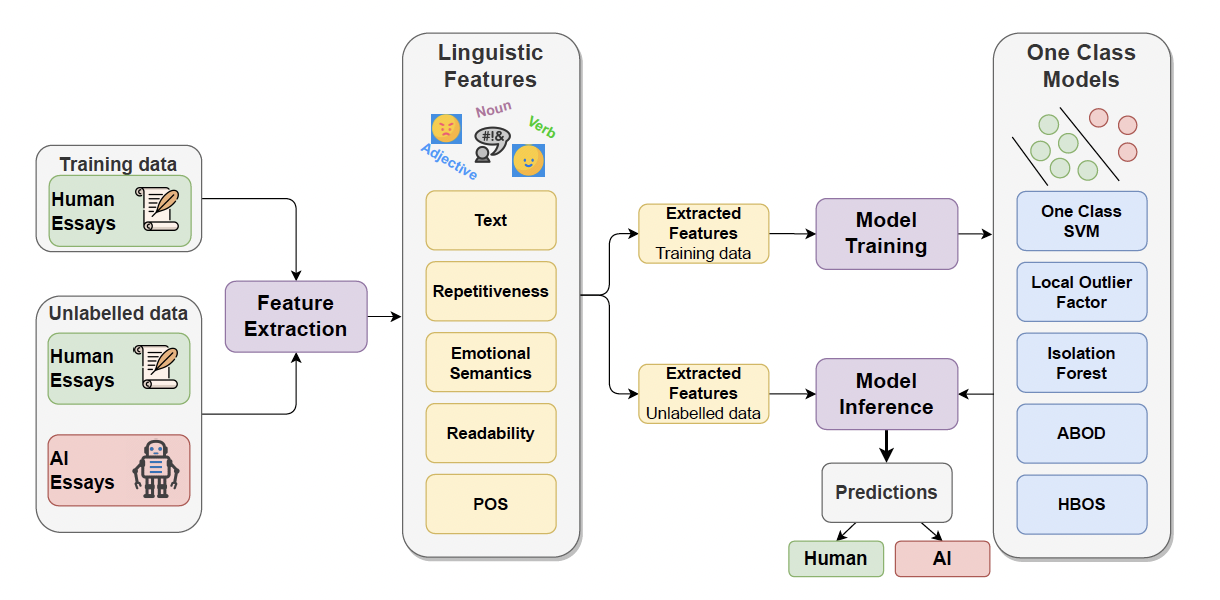 Training data
Human
Essays
Unlabelled data
Human
Essays
AI
Essays
Feature
Extraction
Linguistic
Features
Noun
Verb
#!&
Adjective
Text
Repetitiveness
Emotional
Semantics
Readability
POS
Extracted
Features
Training data
Model
Training
Extracted
Features
Unlabelled data
Model
Inference
Predictions
Human
AI
One Class
Models
One Class
SVM
Local Outlier
Factor
Isolation
Forest
ABOD
HBOS